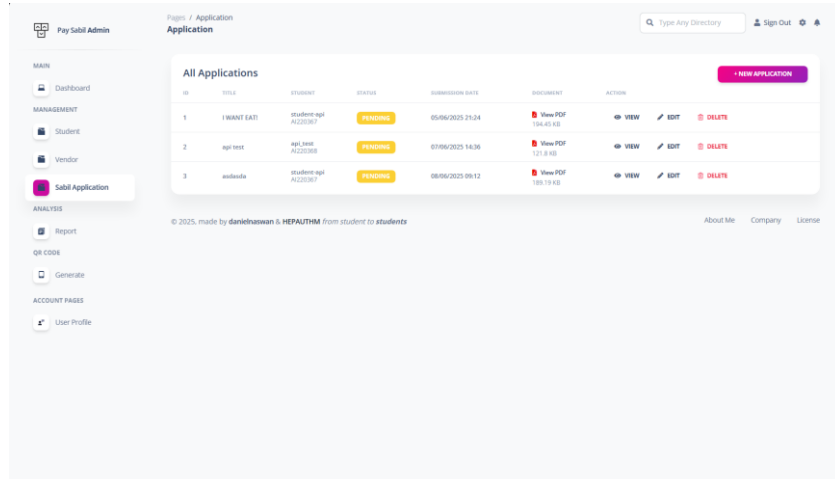 Pay Sabil Admin
MAIN
Dashboard
MANAGEMENT
Student
Vendor
Sabil Application
ANALYSIS
Report
QR CODE
Generate
ACCOUNT PAGES
User Profile
Pages / Application
Application
Type Any Directory
Sign Out
All Applications
+ NEW APPLICATION
ID TITLE STUDENT STATUS SUBMISSION DATE DOCUMENT ACTION
1 I WANT EAT! student-api PENDING 05/06/2025 21:24 View PDF VIEW EDIT DELETE
AI220367 194.45 KB
2 api test api_test PENDING 07/06/2025 14:36 View PDF VIEW EDIT DELETE
AI220388 121.8 KB
3 asdasda student-api PENDING 08/06/2025 09:12 View PDF VIEW EDIT DELETE
AI220367 189.19 KB
© 2025, made by danielnaswan & HEPAUTHM from student to students
About Me Company License